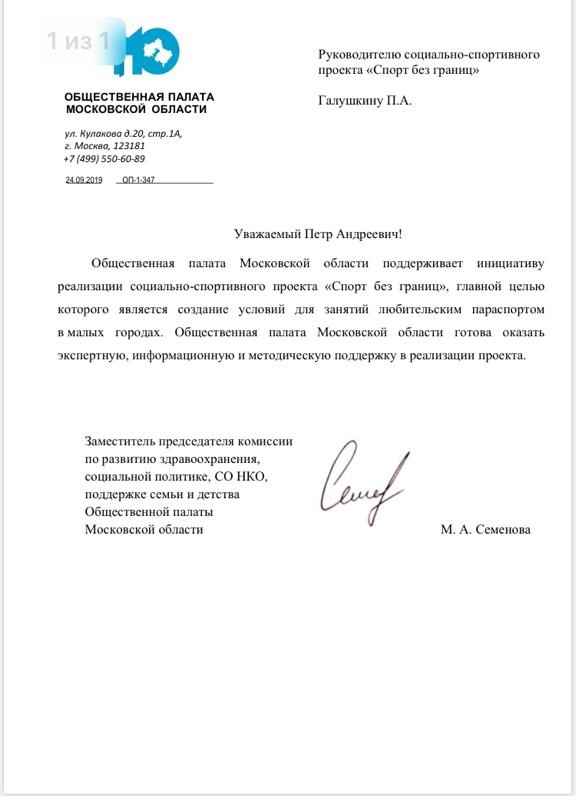 1 из 1
ОБЩЕСТВЕННАЯ ПАЛАТА
МОСКОВСКОЙ ОБЛАСТИ
ул. Кулакова д.20, стр.1А,
г. Москва, 123181
+7 (499) 550-60-89
24.09.2019 ОП-1-347
Руководителю социально-спортивного
проекта «Спорт без границ»
Галушкину П.А.
Уважаемый Петр Андреевич!
Общественная палата Московской области поддерживает инициативу
реализации социально-спортивного проекта «Спорт без границ», главной целью
которого является создание условий для занятий любительским параспортом
в малых городах. Общественная палата Московской области готова оказать
экспертную, информационную и методическую поддержку в реализации проекта.
Заместитель председателя комиссии
по развитию здравоохранения,
социальной политике, СО НКО,
поддержке семьи и детства
Общественной палаты
Московской области
М. А. Семенова